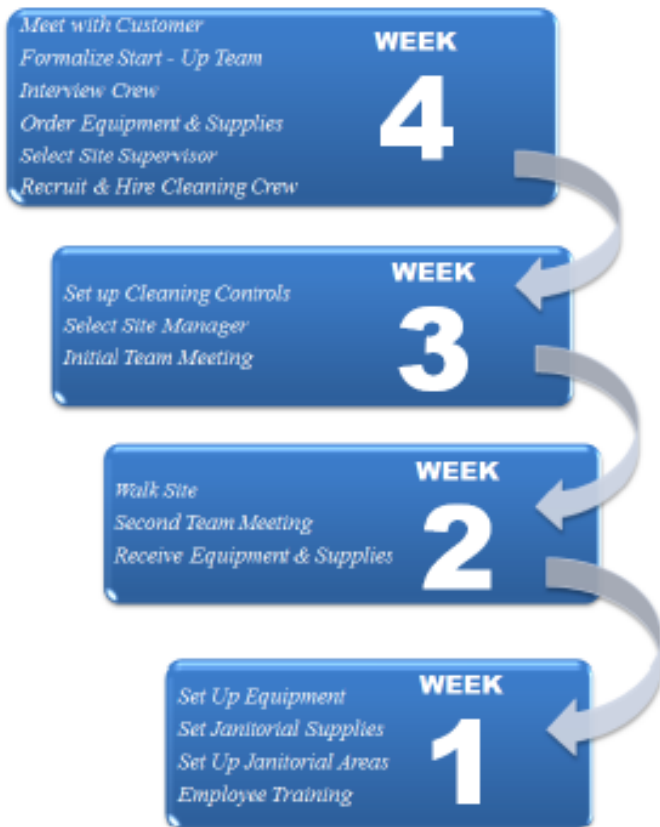 Meet with Customer
Formalize Start - Up Team
Interview Crew
Order Equipment & Supplies
Select Site Supervisor
Recruit & Hire Cleaning Crew
WEEK
4
Set up Cleaning Controls
Select Site Manager
Initial Team Meeting
WEEK
3
Walk Site
Second Team Meeting
Receive Equipment & Supplies
WEEK
2
Set Up Equipment
Set Janitorial Supplies
Set Up Janitorial Areas
Employee Training
WEEK
1